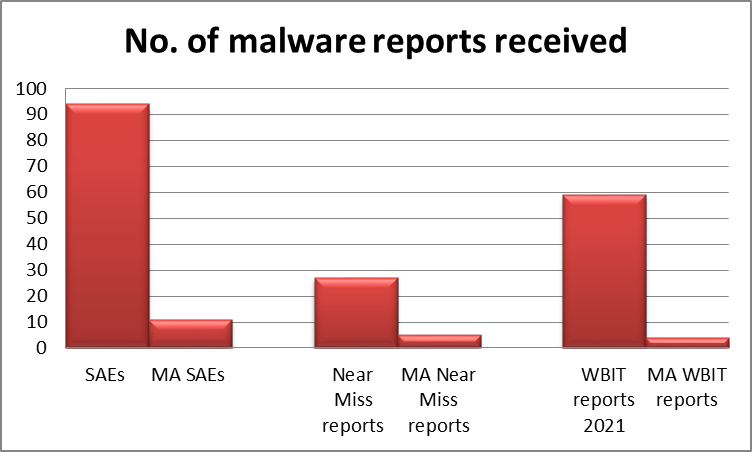 No. of malware reports received
100
90
80
70
60
50
40
30
20
10
0
SAEs
MA SAEs
Near
Miss
reports
MA Near
Miss
reports
WBIT
reports
2021
MA WBIT
reports